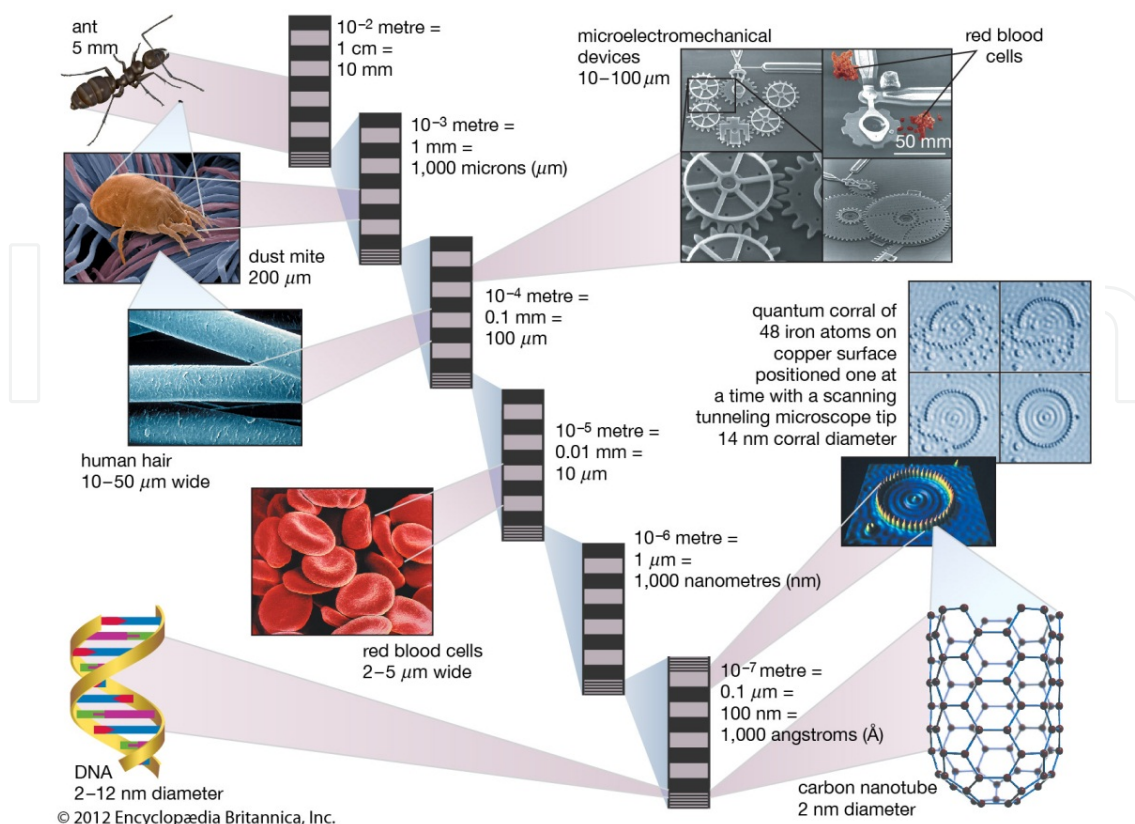 ant
5 mm
10−2 metre =
1 cm =
10 mm
microelectromechanical
devices
10–100 μm
red blood
cells
50 mm
10−3 metre =
1 mm =
1,000 microns (μm)
dust mite
200 μm
10−4 metre =
0.1 mm =
100 μm
quantum corral of
48 iron atoms on
copper surface
positioned one at
a time with a scanning
tunneling microscope tip
14 nm corral diameter
human hair
10–50 μm wide
10−5 metre =
0.01 mm =
10 μm
10−6 metre =
1 μm =
1,000 nanometres (nm)
red blood cells
2–5 μm wide
10−7 metre =
0.1 μm =
100 nm =
1,000 angstroms (Å)
DNA
2–12 nm diameter
carbon nanotube
2 nm diameter
© 2012 Encyclopædia Britannica, Inc.